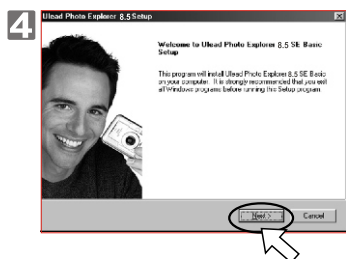 4
Ulead Photo Explorer 8.5 Setup
Welcome to Ulead Photo Explorer 8.5 SE Basic
Setup
This program will install Ulead Photo Explorer 8.5 SE Basic
on your computer. It is strongly recommended that you exit
all Windows programs before running this Setup program.
Next >
Cancel